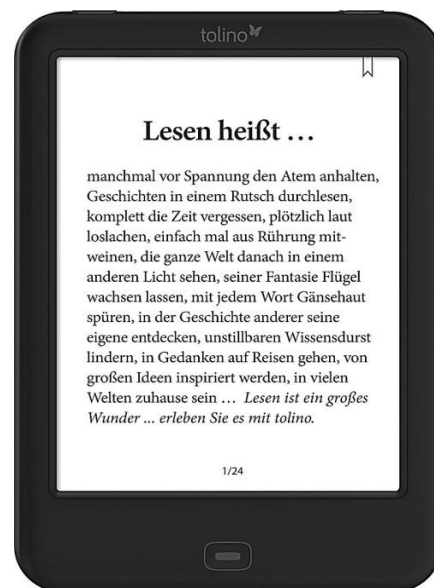 tolino
Lesen heißt …
manchmal vor Spannung den Atem anhalten,
Geschichten in einem Rutsch durchlesen,
komplett die Zeit vergessen, plötzlich laut
loslachen, einfach mal aus Rührung mit-
weinen, die ganze Welt danach in einem
anderen Licht sehen, seiner Fantasie Flügel
wachsen lassen, mit jedem Wort Gänsehaut
spüren, in der Geschichte anderer seine
eigene entdecken, unstillbaren Wissensdurst
lindern, in Gedanken auf Reisen gehen, von
großen Ideen inspiriert werden, in vielen
Welten zuhause sein … Lesen ist ein großes
Wunder ... erleben Sie es mit tolino.
1/24